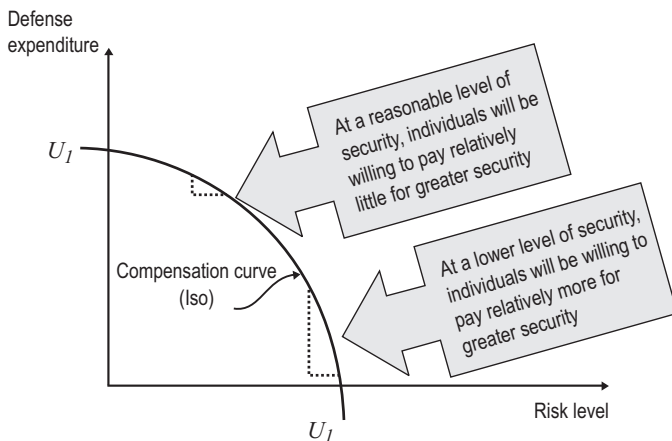 Defense
expenditure
At a reasonable level of
security, individuals will be
willing to pay relatively
little for greater security
U1
At a lower level of security,
individuals will be willing to
pay relatively more for
greater security
Compensation curve
(Iso)
Risk level
U1